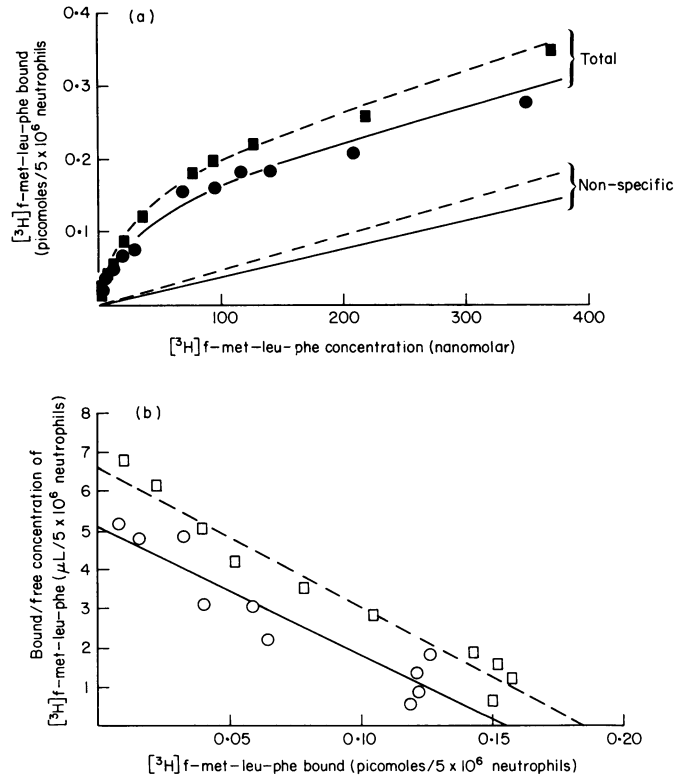 (a)
0·4
0·3
0·2
0·1
[³H] f-met-leu-phe bound
(picomoles/5 x 10⁶ neutrophils)
Total
Non-specific
100
200
300
400
[³H] f-met-leu-phe concentration (nanomolar)
(b)
8
7
6
5
4
3
2
1
Bound/free concentration of
[³H] f-met-leu-phe (μL/5 x 10⁶ neutrophils)
0·05
0·10
0·15
0·20
[³H] f-met-leu-phe bound (picomoles/5 x 10⁶ neutrophils)